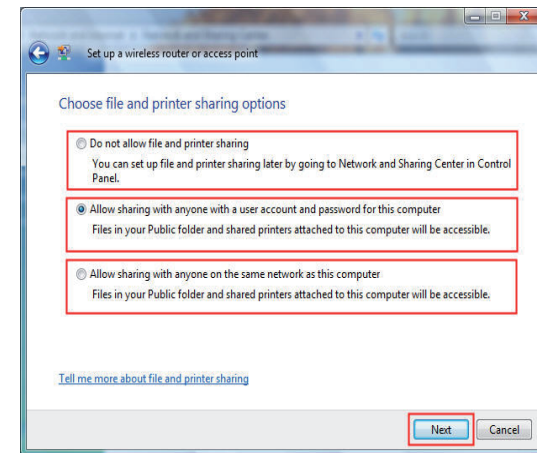 Set up a wireless router or access point
Choose file and printer sharing options
Do not allow file and printer sharing
You can set up file and printer sharing later by going to Network and Sharing Center in Control
Panel.
Allow sharing with anyone with a user account and password for this computer
Files in your Public folder and shared printers attached to this computer will be accessible.
Allow sharing with anyone on the same network as this computer
Files in your Public folder and shared printers attached to this computer will be accessible.
Tell me more about file and printer sharing
Next
Cancel